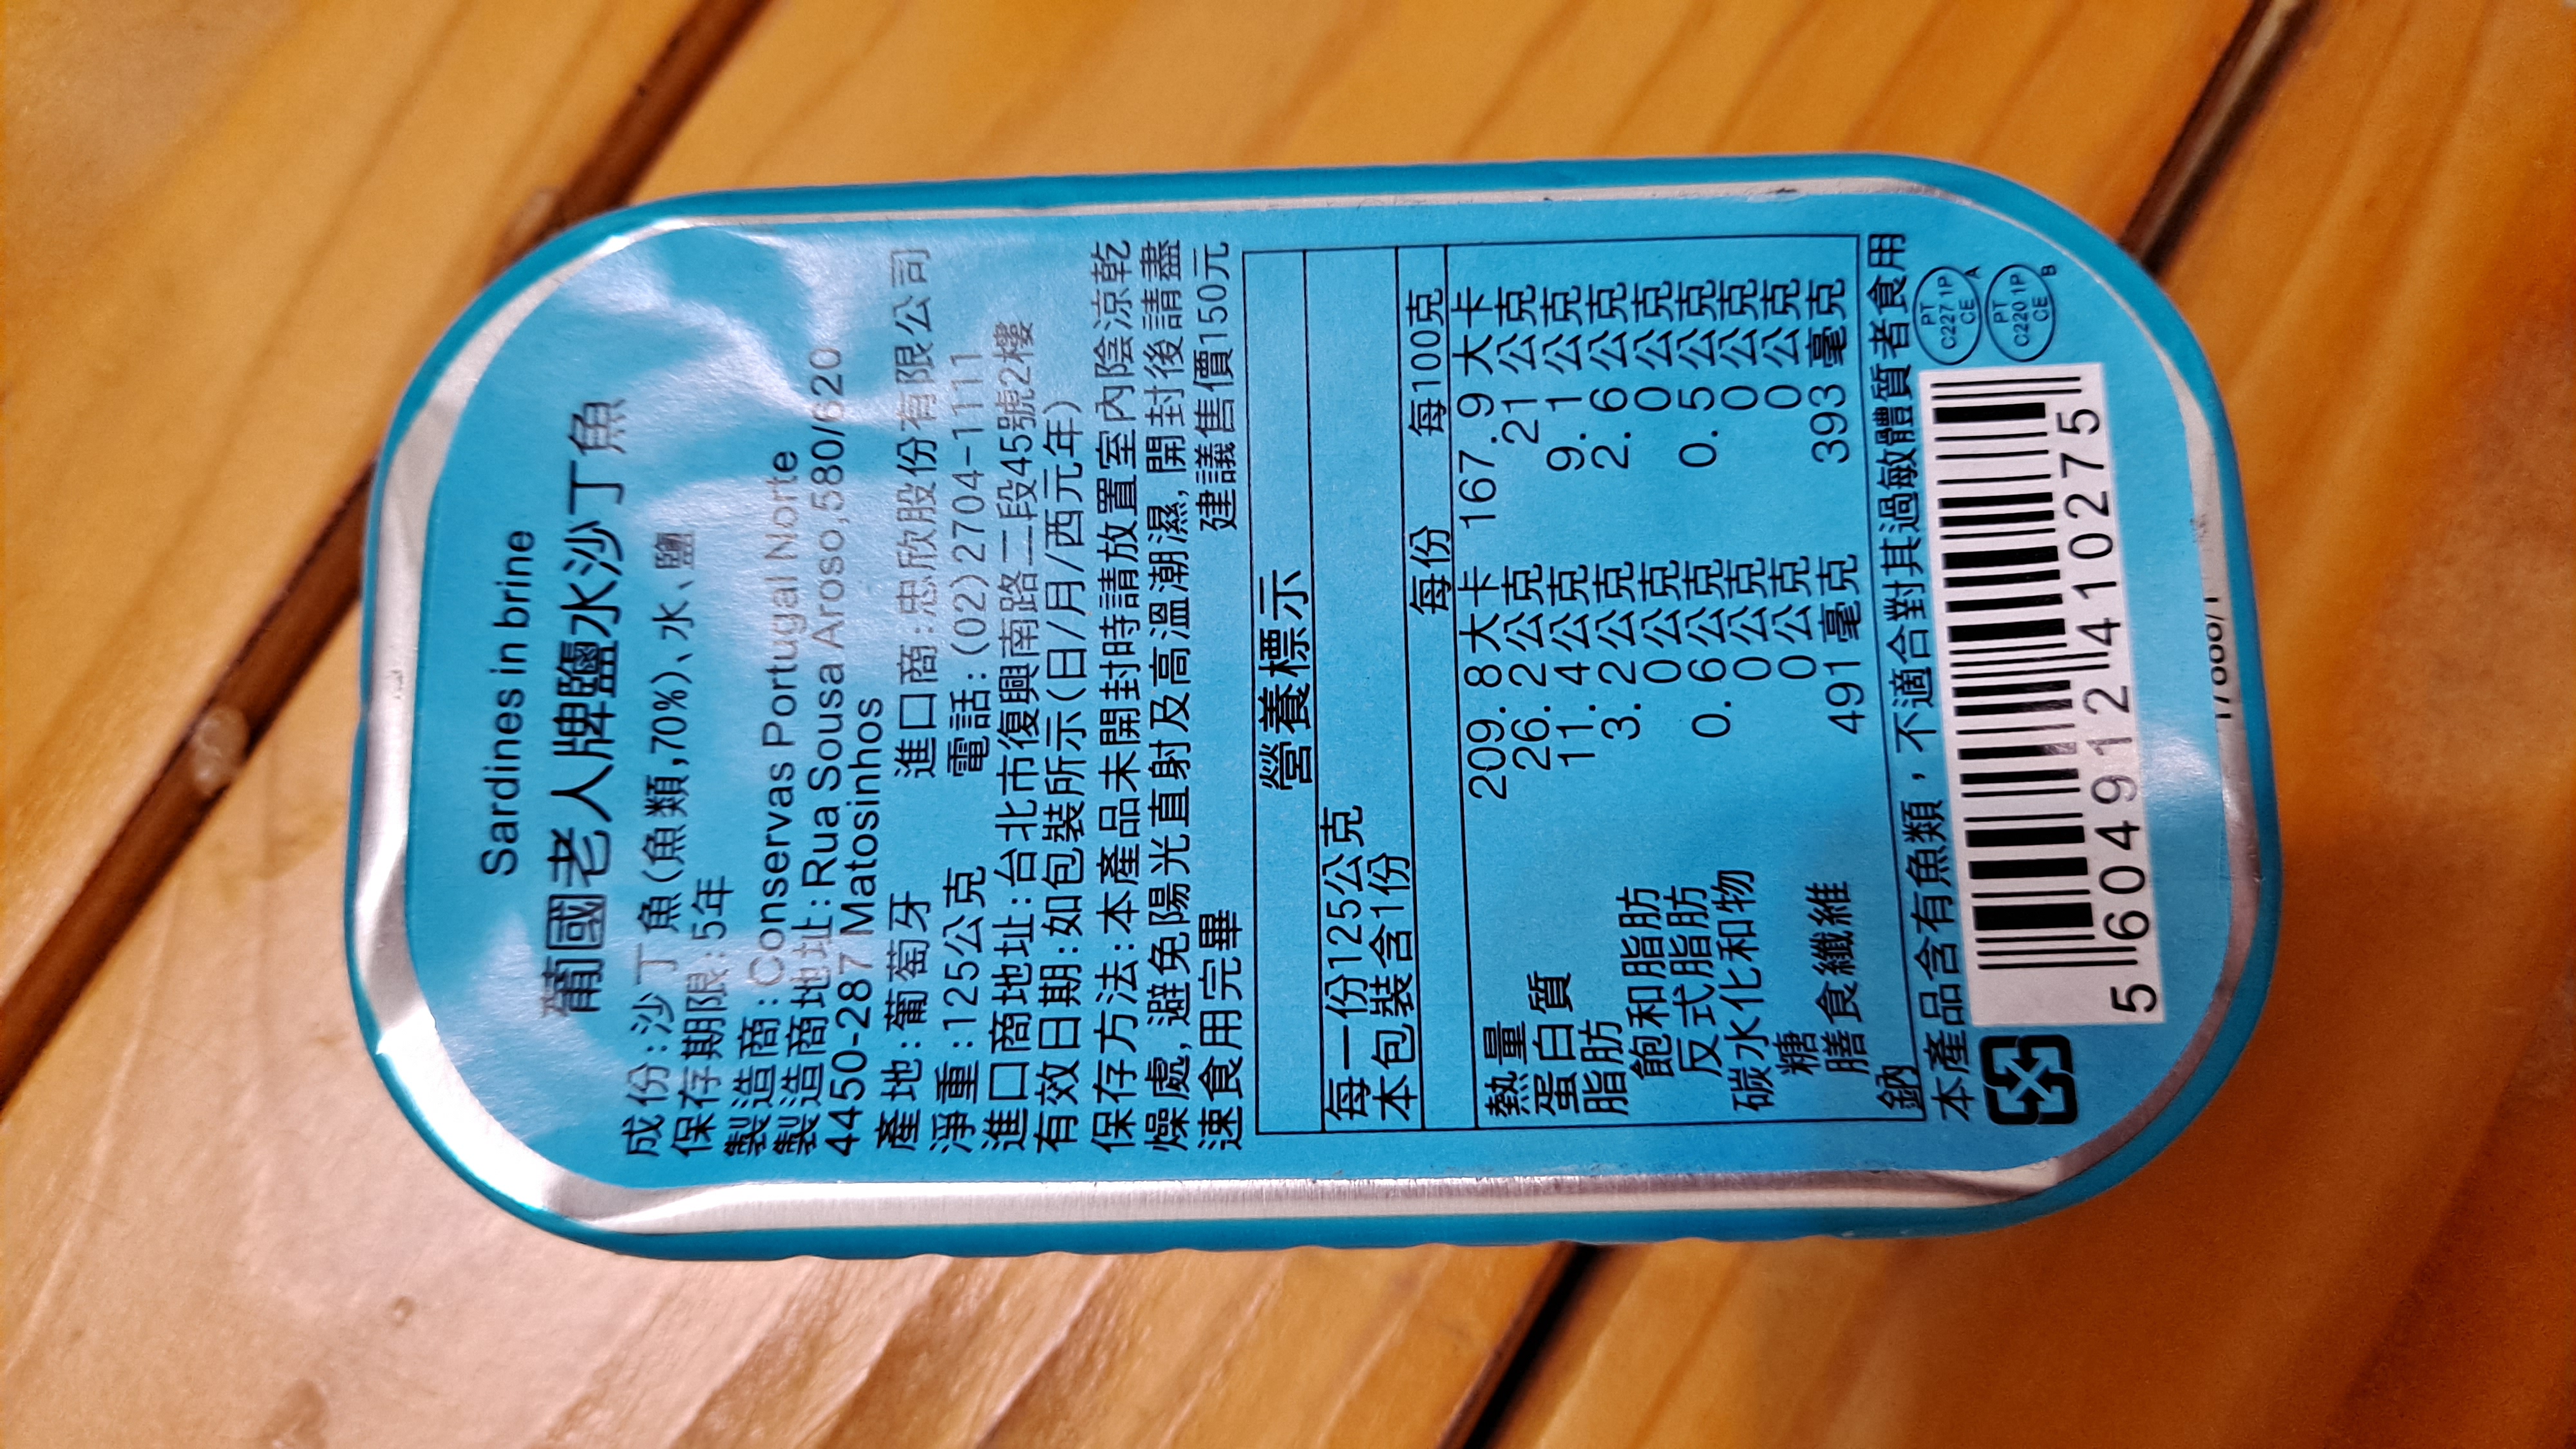 Sardines in brine
葡國老人牌鹽水沙丁魚
成份:沙丁魚(魚類,70%)、水、鹽
保存期限:5年
製造商:Conservas Portugal Norte
製造商地址:Rua Sousa Aroso,580/620
4450-287 Matosinhos
產地:葡萄牙 進口商:忠欣股份有限公司
淨重:125公克 電話:(02)2704-1111
進口商地址:台北市復興南路二段45號2樓
有效日期:如包裝所示(日/月/西元年)
保存方法:本產品未開封時請放置室內陰涼乾
燥處,避免陽光直射及高溫潮濕,開封後請盡
速食用完畢 建議售價150元
營養標示
每一份125公克
本包裝含1份
每份 每100克
熱量 209.8大卡 167.9大卡
蛋白質 26.2公克 21公克
脂肪 11.4公克 9.1公克
飽和脂肪 3.2公克 2.6公克
反式脂肪 0公克 0公克
碳水化和物 0.6公克 0.5公克
糖 0公克 0公克
膳食纖維 0公克 0公克
鈉 491毫克 393毫克
本產品含有魚類，不適合對其過敏體質者食用
PT
C227 1P
CE
A
PT
C220 1P
CE
B
5 604912 410275